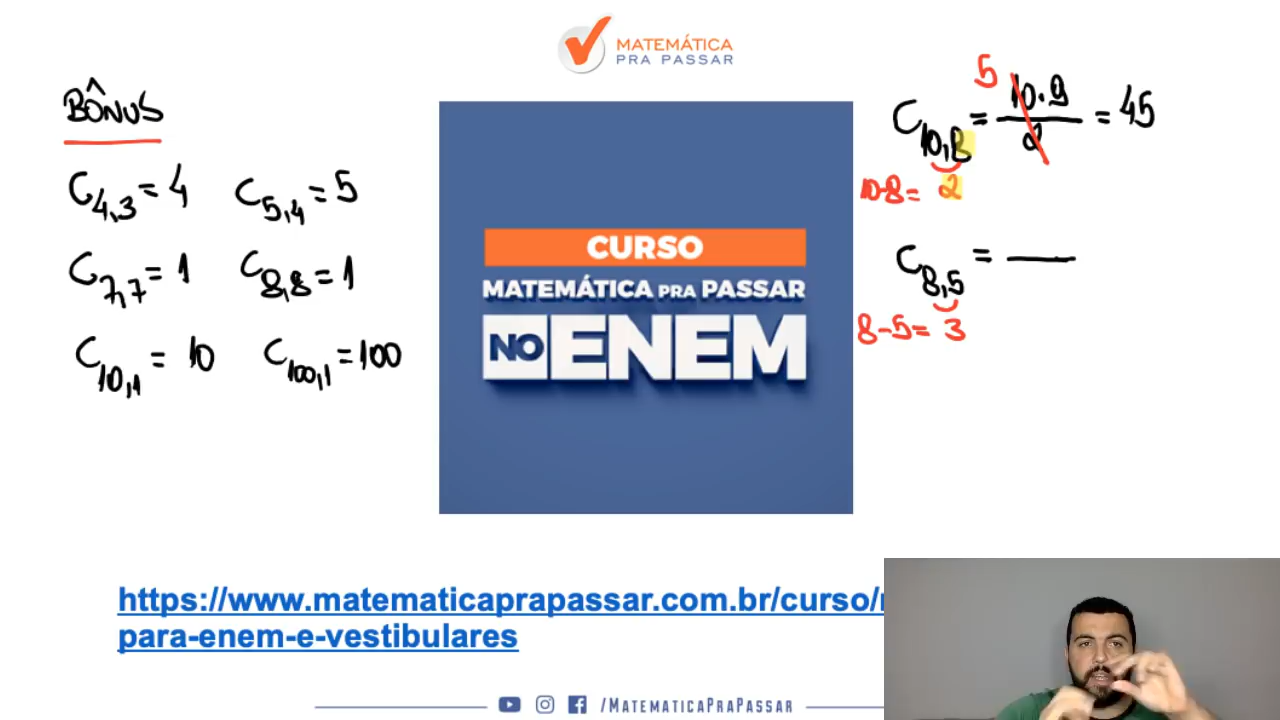 MATEMÁTICA
PRA PASSAR
BÔNUS
C4,3 = 4
C5,4 = 5
C7,7 = 1
C8,8 = 1
C10,1 = 10
C100,1 = 100
CURSO
MATEMÁTICA PRA PASSAR
NO ENEM
5
C10,8 = 10.9 / 2 = 45
10-8 = 2
C8,5 =
8-5 = 3
https://www.matematicaprapassar.com.br/curso/
para-enem-e-vestibulares
/MATEMATICAPRAPASSAR